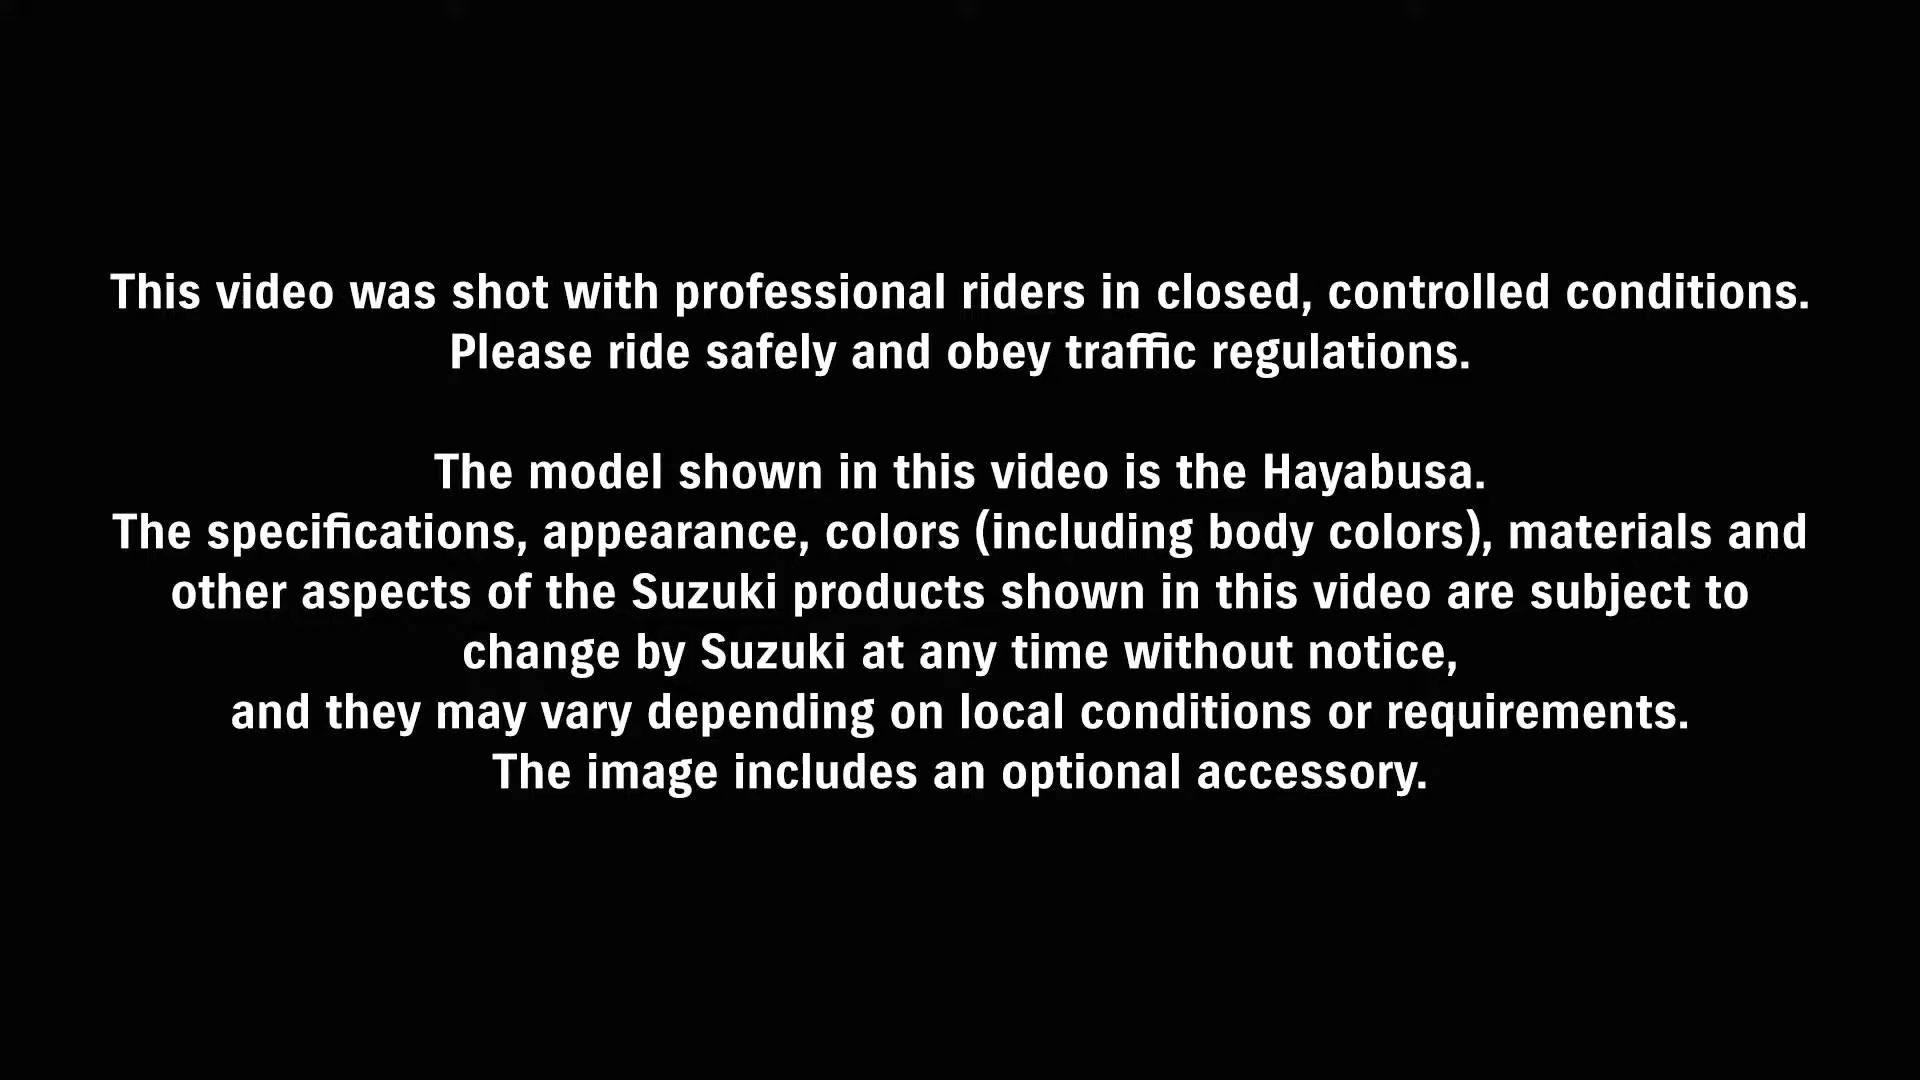 This video was shot with professional riders in closed, controlled conditions.
Please ride safely and obey traffic regulations.
The model shown in this video is the Hayabusa.
The specifications, appearance, colors (including body colors), materials and
other aspects of the Suzuki products shown in this video are subject to
change by Suzuki at any time without notice,
and they may vary depending on local conditions or requirements.
The image includes an optional accessory.